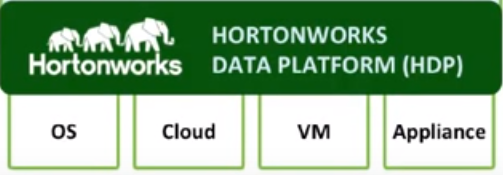 Hortonworks
HORTONWORKS
DATA PLATFORM (HDP)
OS
Cloud
VM
Appliance